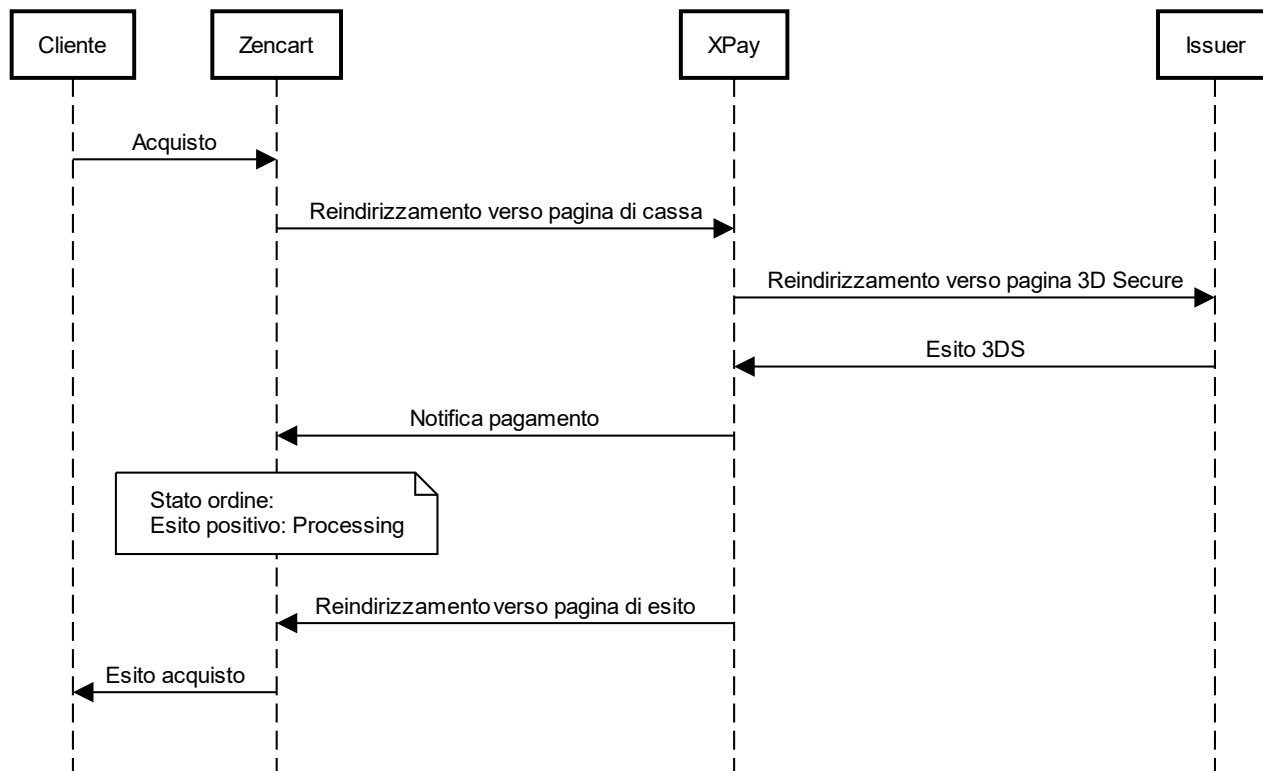 Cliente
Zencart
XPay
Issuer
Acquisto
Reindirizzamento verso pagina di cassa
Reindirizzamento verso pagina 3D Secure
Esito 3DS
Notifica pagamento
Stato ordine:
Esito positivo: Processing
Reindirizzamento verso pagina di esito
Esito acquisto